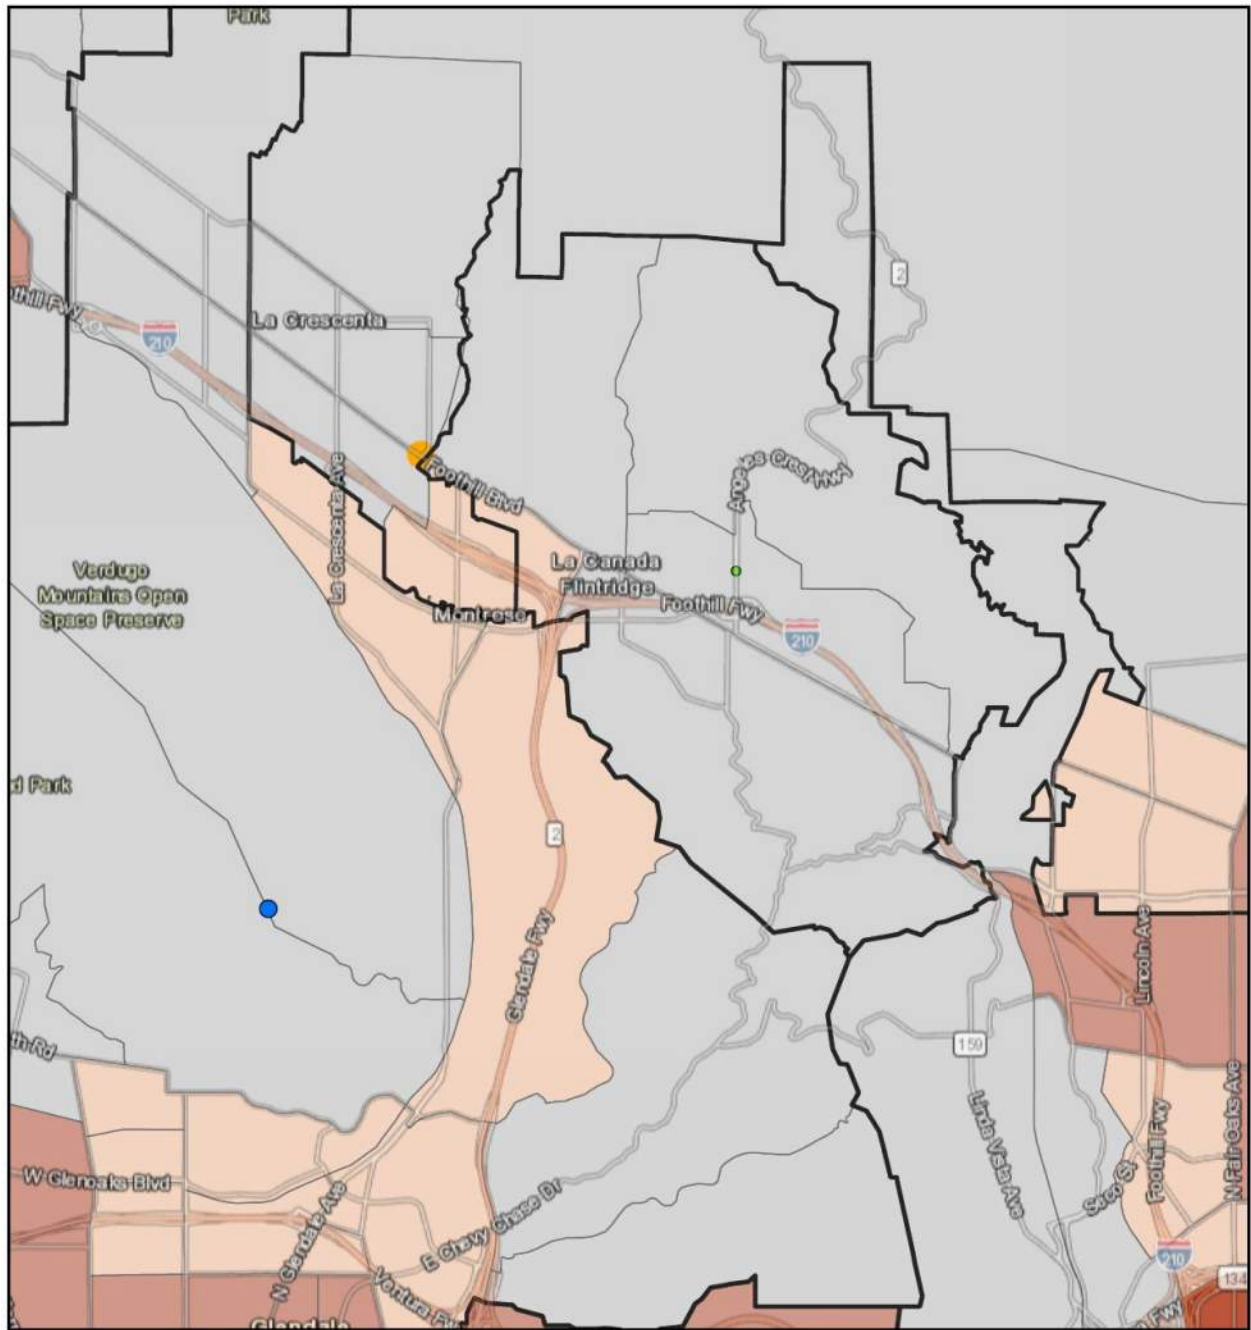 Park
2
La Crescenta
210
Foothill Blvd
La Crescenta Ave
Angeles Crest Hwy
La Canada
Flintridge
Foothill Fwy
Verdugo
Mountains Open
Space Preserve
Montrose
210
d Park
2
Glendale Fwy
Lincoln Ave
159
th Rd
Linda Vista Ave
Foothill Fwy
N Fair Oaks Ave
Seco St
W Glenoaks Blvd
N Glendale Ave
E Chevy Chase Dr
210
134
Ventura Fw
Fwy
Glendale